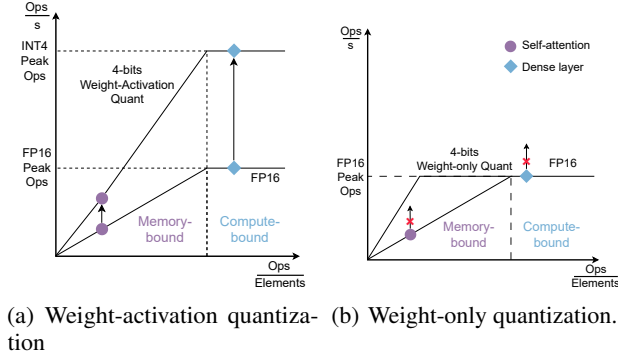 Ops
/s
INT4
Peak
Ops
4-bits
Weight-Activation
Quant
FP16
Peak
Ops
FP16
Memory-
bound
Compute-
bound
Ops
Elements
(a) Weight-activation quantiza-
tion
Ops
s
Self-attention
Dense layer
4-bits
Weight-only Quant
FP16
Peak
Ops
FP16
Memory-
bound
Compute-
bound
Ops
Elements
(b) Weight-only quantization.